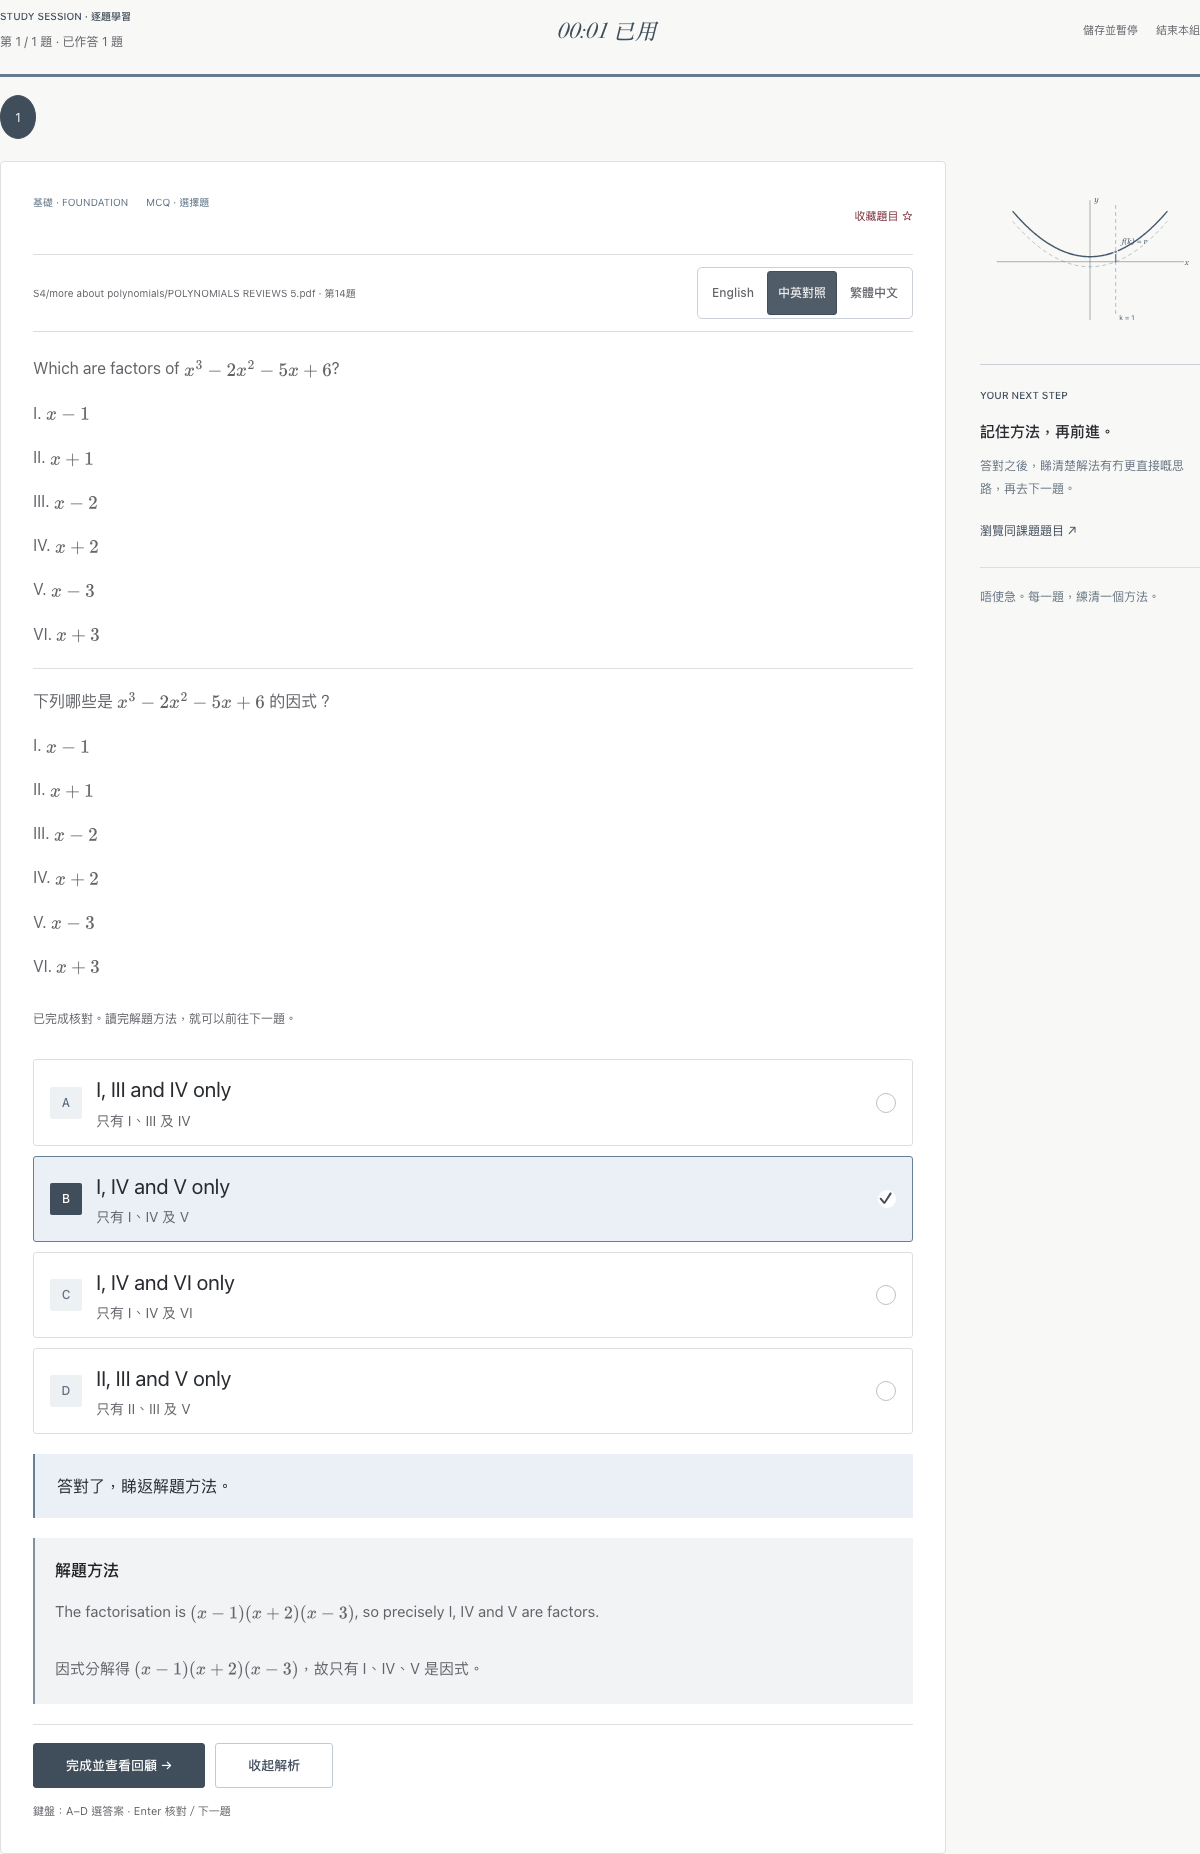 STUDY SESSION · 逐題學習
第 1 / 1 題 · 已作答 1 題
00:01 已用
儲存並暫停 結束本組
1
基礎 · FOUNDATION MCQ · 選擇題
收藏題目 ☆
S4/more about polynomials/POLYNOMIALS REVIEWS 5.pdf · 第14題
English 中英對照 繁體中文
Which are factors of x³ − 2x² − 5x + 6?
I. x − 1
II. x + 1
III. x − 2
IV. x + 2
V. x − 3
VI. x + 3
下列哪些是 x³ − 2x² − 5x + 6 的因式？
I. x − 1
II. x + 1
III. x − 2
IV. x + 2
V. x − 3
VI. x + 3
已完成核對。讀完解題方法，就可以前往下一題。
A I, III and IV only
只有 I、III 及 IV
B I, IV and V only
只有 I、IV 及 V
C I, IV and VI only
只有 I、IV 及 VI
D II, III and V only
只有 II、III 及 V
答對了，睇返解題方法。
解題方法
The factorisation is (x − 1)(x + 2)(x − 3), so precisely I, IV and V are factors.
因式分解得 (x − 1)(x + 2)(x − 3)，故只有 I、IV、V 是因式。
完成並查看回顧 → 收起解析
鍵盤：A–D 選答案 · Enter 核對 / 下一題
y
f(k) = r
x
k = 1
YOUR NEXT STEP
記住方法，再前進。
答對之後，睇清楚解法有冇更直接嘅思
路，再去下一題。
瀏覽同課題題目 ↗
唔使急。每一題，練清一個方法。